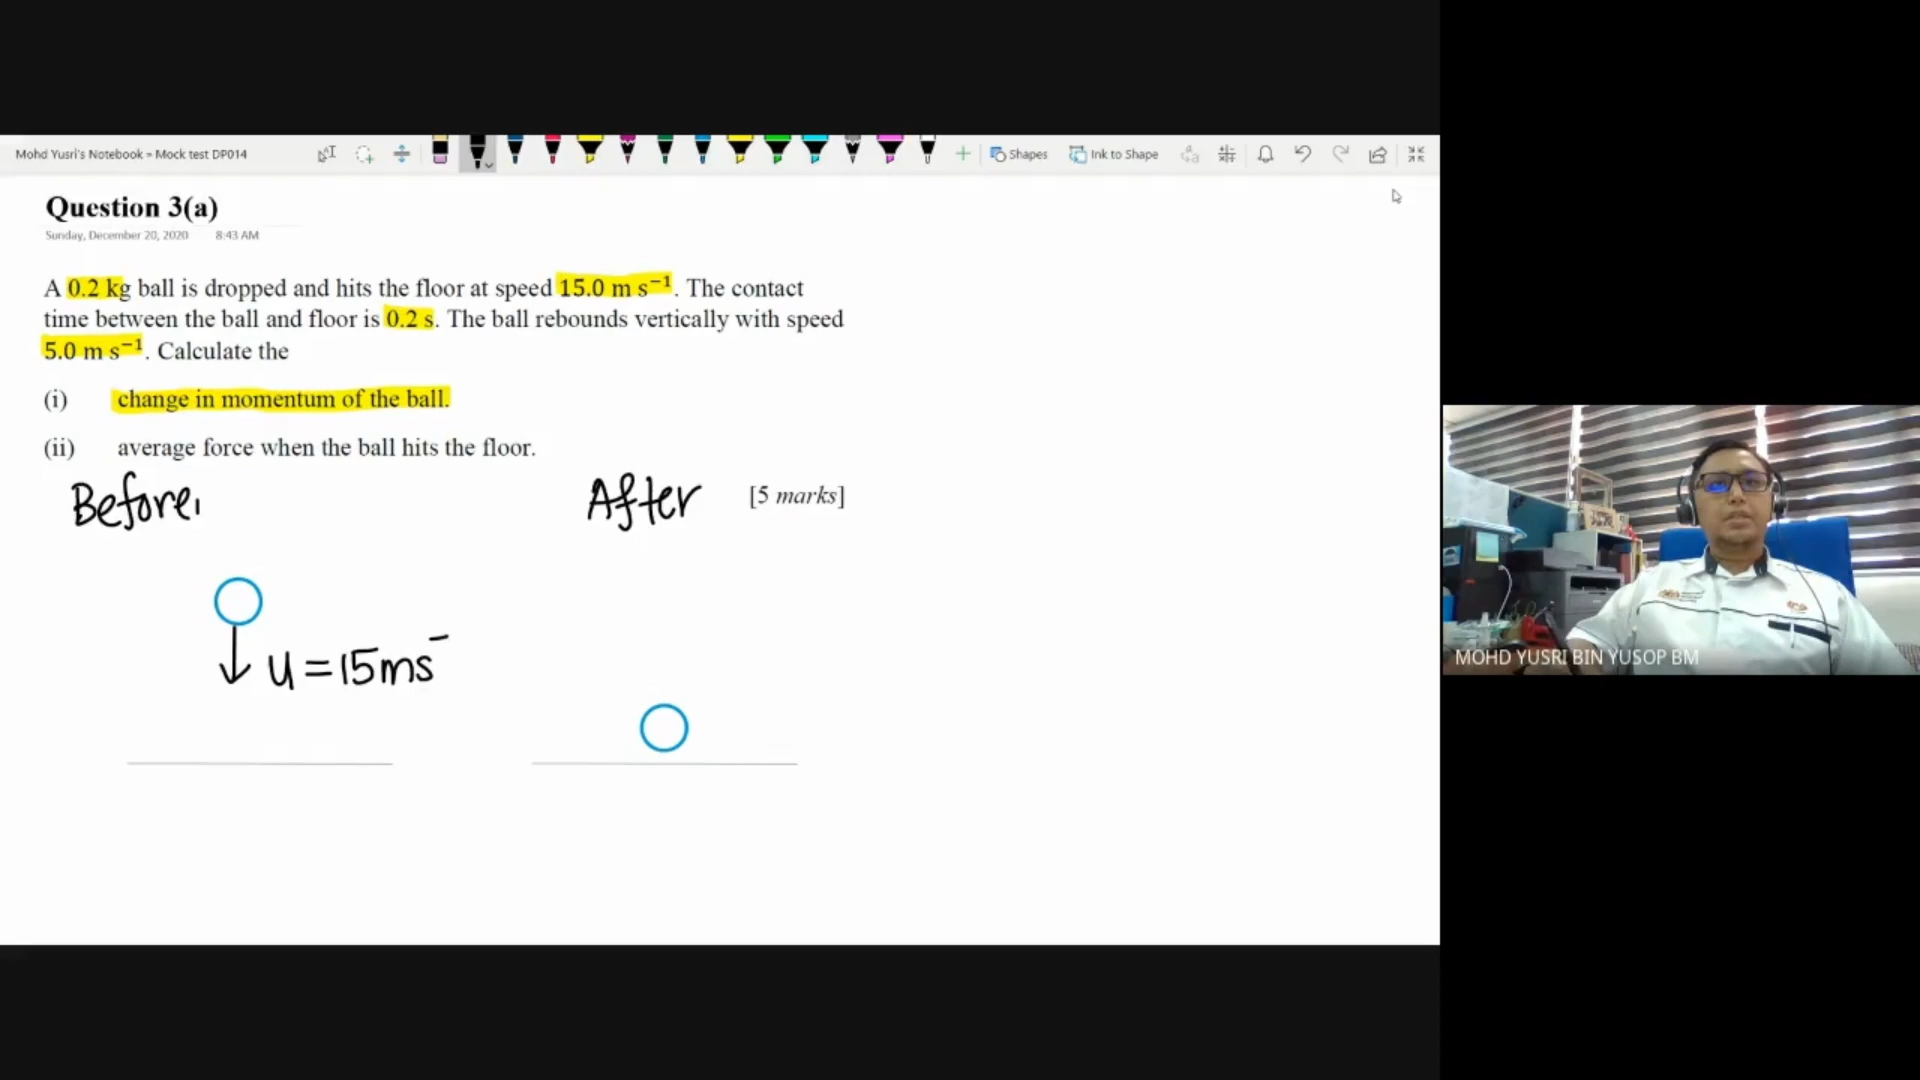 Mohd Yusri's Notebook » Mock test DP014
Shapes
Ink to Shape
Question 3(a)
Sunday, December 20, 2020 8:43 AM
A 0.2 kg ball is dropped and hits the floor at speed 15.0 m s⁻¹. The contact
time between the ball and floor is 0.2 s. The ball rebounds vertically with speed
5.0 m s⁻¹. Calculate the
(i) change in momentum of the ball.
(ii) average force when the ball hits the floor.
Before, After [5 marks]
u = 15 ms⁻
MOHD YUSRI BIN YUSOP BM